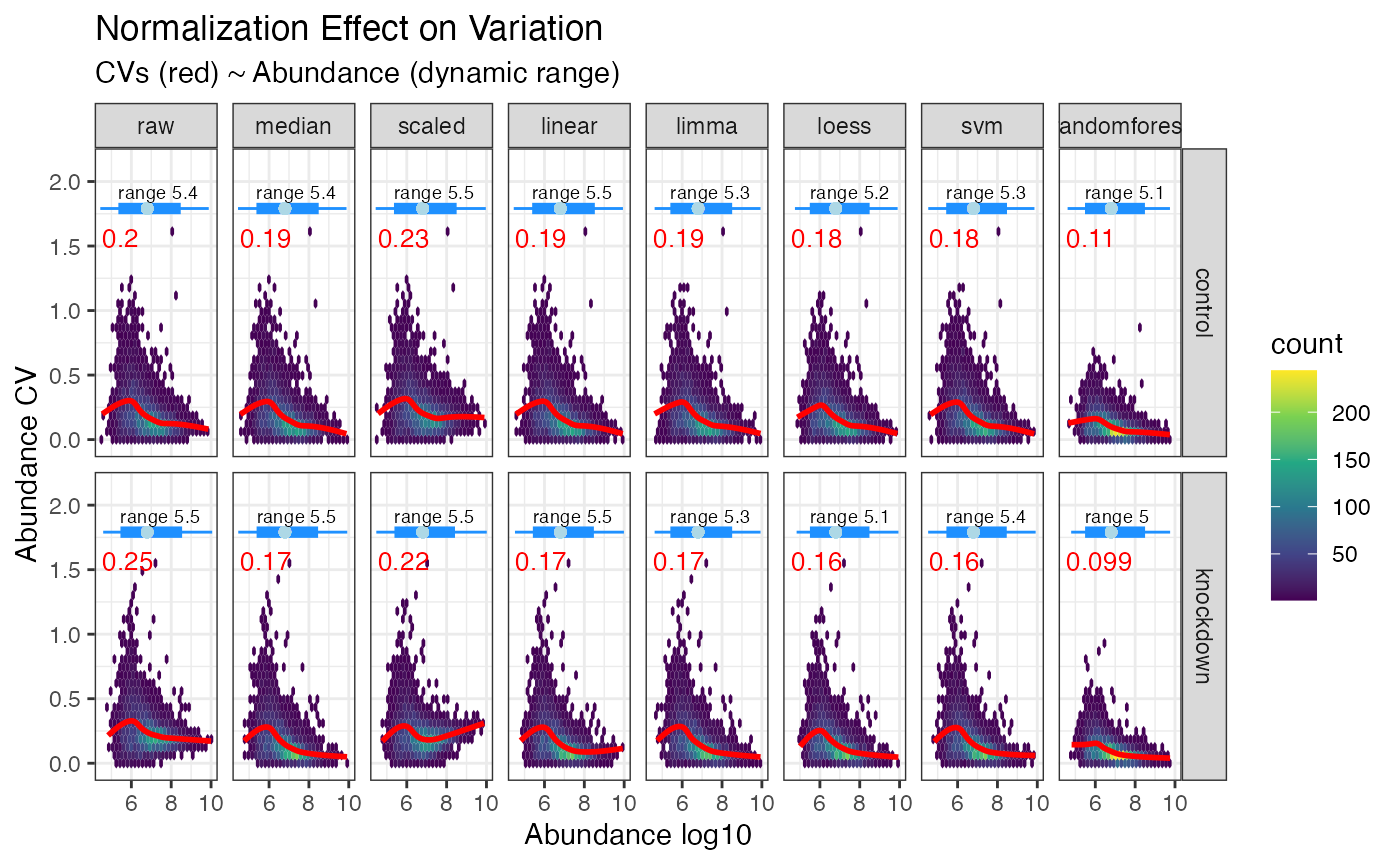 Normalization Effect on Variation
CVs (red) ~ Abundance (dynamic range)
raw median scaled linear limma loess svm andomfores
range 5.4 range 5.4 range 5.5 range 5.5 range 5.3 range 5.2 range 5.3 range 5.1
0.2 0.19 0.23 0.19 0.19 0.18 0.18 0.11
2.0
1.5
1.0
0.5
0.0
control
range 5.5 range 5.5 range 5.5 range 5.5 range 5.3 range 5.1 range 5.4 range 5
0.25 0.17 0.22 0.17 0.17 0.16 0.16 0.099
2.0
1.5
1.0
0.5
0.0
knockdown
6 8 10 6 8 10 6 8 10 6 8 10 6 8 10 6 8 10 6 8 10 6 8 10
Abundance log10
Abundance CV
count
200
150
100
50